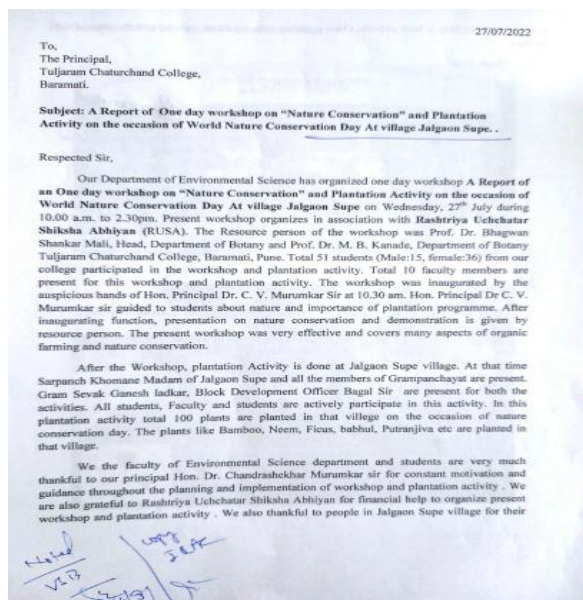 27/07/2022
To,
The Principal,
Tuljaram Chaturchand College,
Baramati.
Subject: A Report of One day workshop on “Nature Conservation” and Plantation
Activity on the occasion of World Nature Conservation Day At village Jalgaon Supe. .
Respected Sir,
Our Department of Environmental Science has organized one day workshop A Report of
an One day workshop on “Nature Conservation” and Plantation Activity on the occasion of
World Nature Conservation Day At village Jalgaon Supe on Wednesday, 27th July during
10.00 a.m. to 2.30pm. Present workshop organizes in association with Rashtriya Uchchatar
Shiksha Abhiyan (RUSA). The Resource person of the workshop was Prof. Dr. Bhagwan
Shankar Mali, Head, Department of Botany and Prof. Dr. M. B. Kanade, Department of Botany
Tuljaram Chaturchand College, Baramati, Pune. Total 51 students (Male:15, female:36) from our
college participated in the workshop and plantation activity. Total 10 faculty members are
present for this workshop and plantation activity. The workshop was inaugurated by the
auspicious hands of Hon. Principal Dr. C. V. Murumkar Sir at 10.30 am. Hon. Principal Dr C. V.
Murumkar sir guided to students about nature and importance of plantation programme. After
inaugurating function, presentation on nature conservation and demonstration is given by
resource person. The present workshop was very effective and covers many aspects of organic
farming and nature conservation.
After the Workshop, plantation Activity is done at Jalgaon Supe village. At that time
Sarpanch Khomane Madam of Jalgaon Supe and all the members of Grampanchayat are present.
Gram Sevak Ganesh ladkar, Block Development Officer Bagal Sir are present for both the
activities. All students, Faculty and students are actively participate in this activity. In this
plantation activity total 100 plants are planted in that villege on the occasion of nature
conservation day. The plants like Bamboo, Neem, Ficus, babhul, Putranjiva etc are planted in
that village.
We the faculty of Environmental Science department and students are very much
thankful to our principal Hon. Dr. Chandrashekhar Murumkar sir for constant motivation and
guidance throughout the planning and implementation of workshop and plantation activity . We
are also grateful to Rashtriya Uchchatar Shiksha Abhiyan for financial help to organize present
workshop and plantation activity . We also thankful to people in Jalgaon Supe village for their
Noted
copy